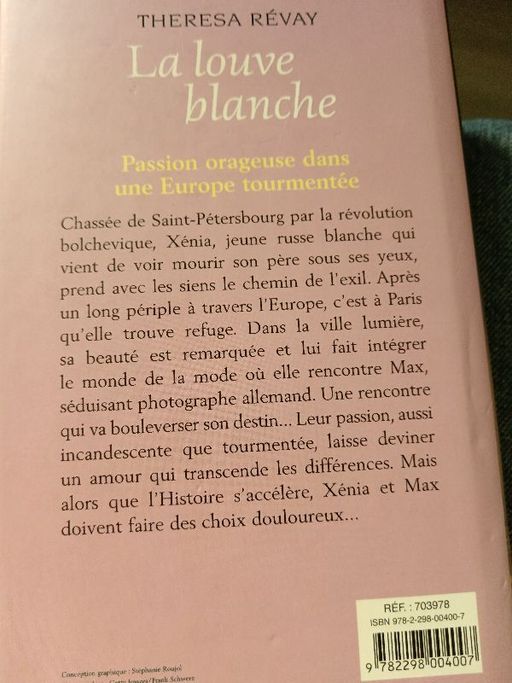 THERESA RÉVAY
La louve
blanche
Passion orageuse dans
une Europe tourmentée
Chassée de Saint-Pétersbourg par la révolution
bolchevique, Xénia, jeune russe blanche qui
vient de voir mourir son père sous ses yeux,
prend avec les siens le chemin de l'exil. Après
un long périple à travers l'Europe, c'est à Paris
qu'elle trouve refuge. Dans la ville lumière,
sa beauté est remarquée et lui fait intégrer
le monde de la mode où elle rencontre Max,
séduisant photographe allemand. Une rencontre
qui va bouleverser son destin... Leur passion, aussi
incandescente que tourmentée, laisse deviner
un amour qui transcende les différences. Mais
alors que l'Histoire s'accélère, Xénia et Max
doivent faire des choix douloureux...
RÉF. : 703978
ISBN 978-2-298-00400-7
9 782298 004007
Conception graphique : Stéphanie Roujol
Getty Images/Frank Schwere